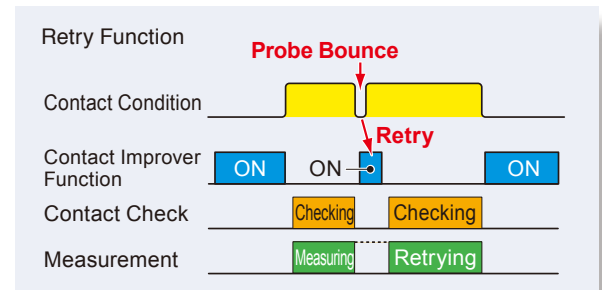 Retry Function
Probe Bounce
Contact Condition
Retry
Contact Improver
Function
ON
ON
ON
Contact Check
Checking
Checking
Measurement
Measuring
Retrying